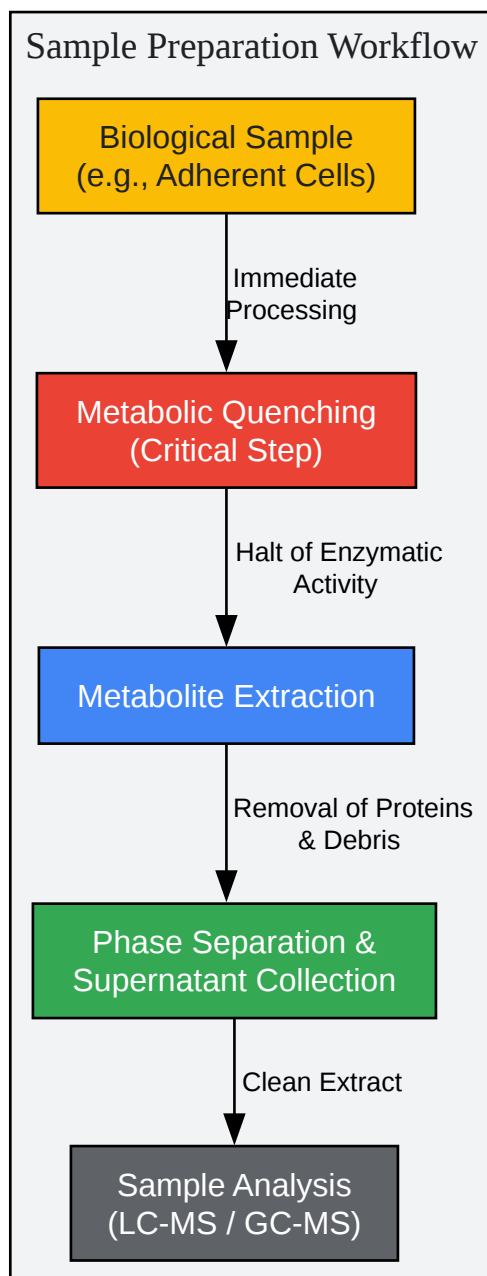 Sample Preparation Workflow
Biological Sample
(e.g., Adherent Cells)
Immediate
Processing
Metabolic Quenching
(Critical Step)
Halt of Enzymatic
Activity
Metabolite Extraction
Removal of Proteins
& Debris
Phase Separation &
Supernatant Collection
Clean Extract
Sample Analysis
(LC-MS / GC-MS)